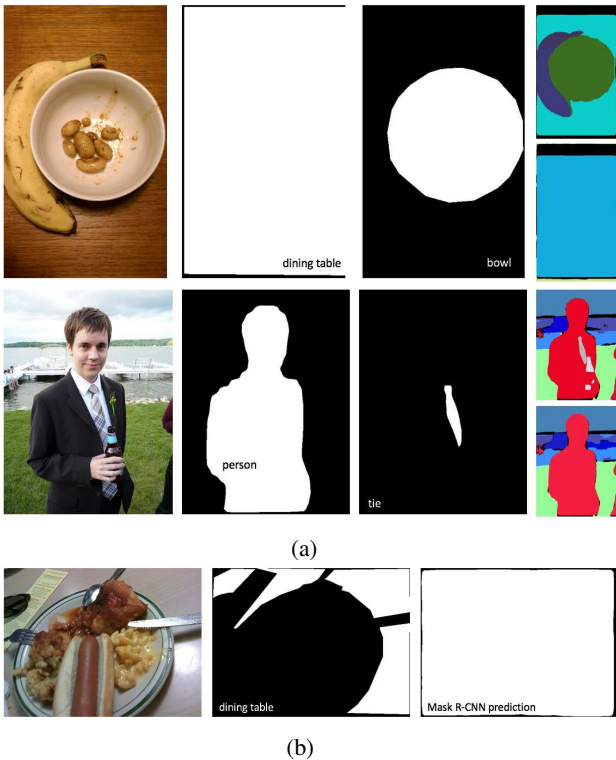 dining table
bowl
person
tie
(a)
dining table
Mask R-CNN prediction
(b)